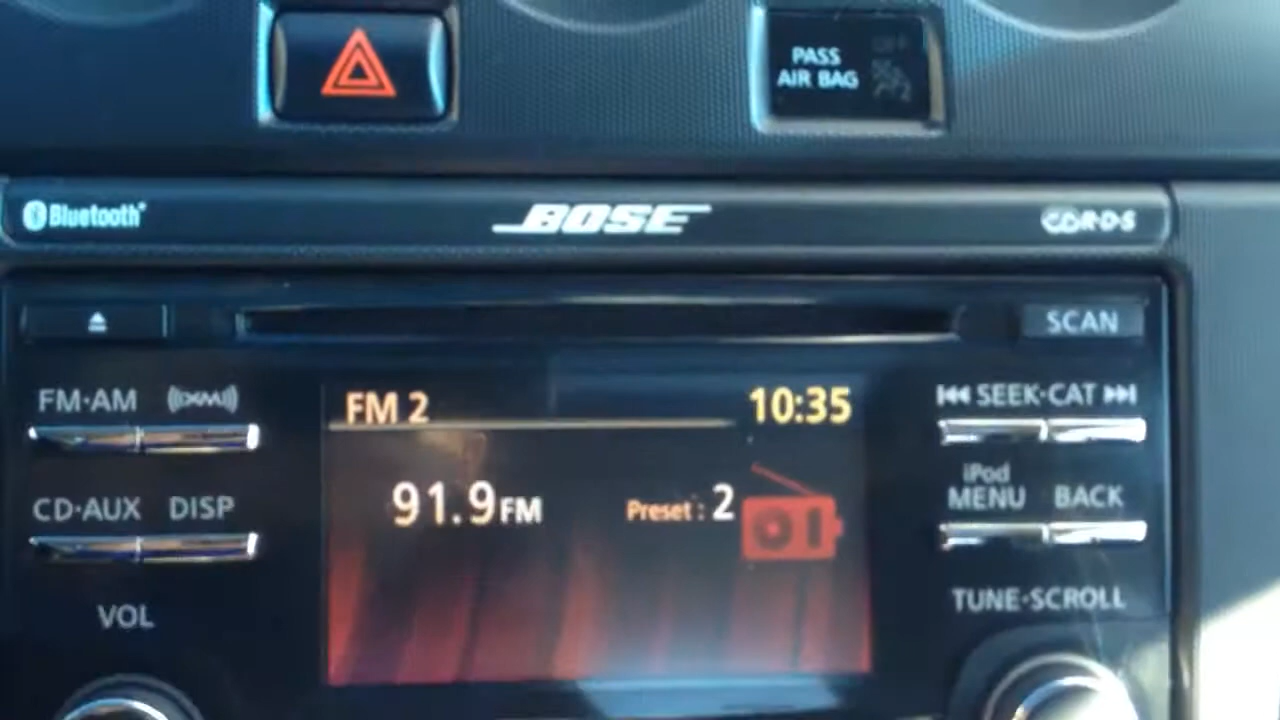 PASS
AIR BAG
Bluetooth
BOSE
CD R·D·S
SCAN
FM·AM
((XM))
SEEK·CAT
FM 2
10:35
91.9 FM
Preset : 2
CD·AUX
DISP
iPod
MENU
BACK
VOL
TUNE·SCROLL